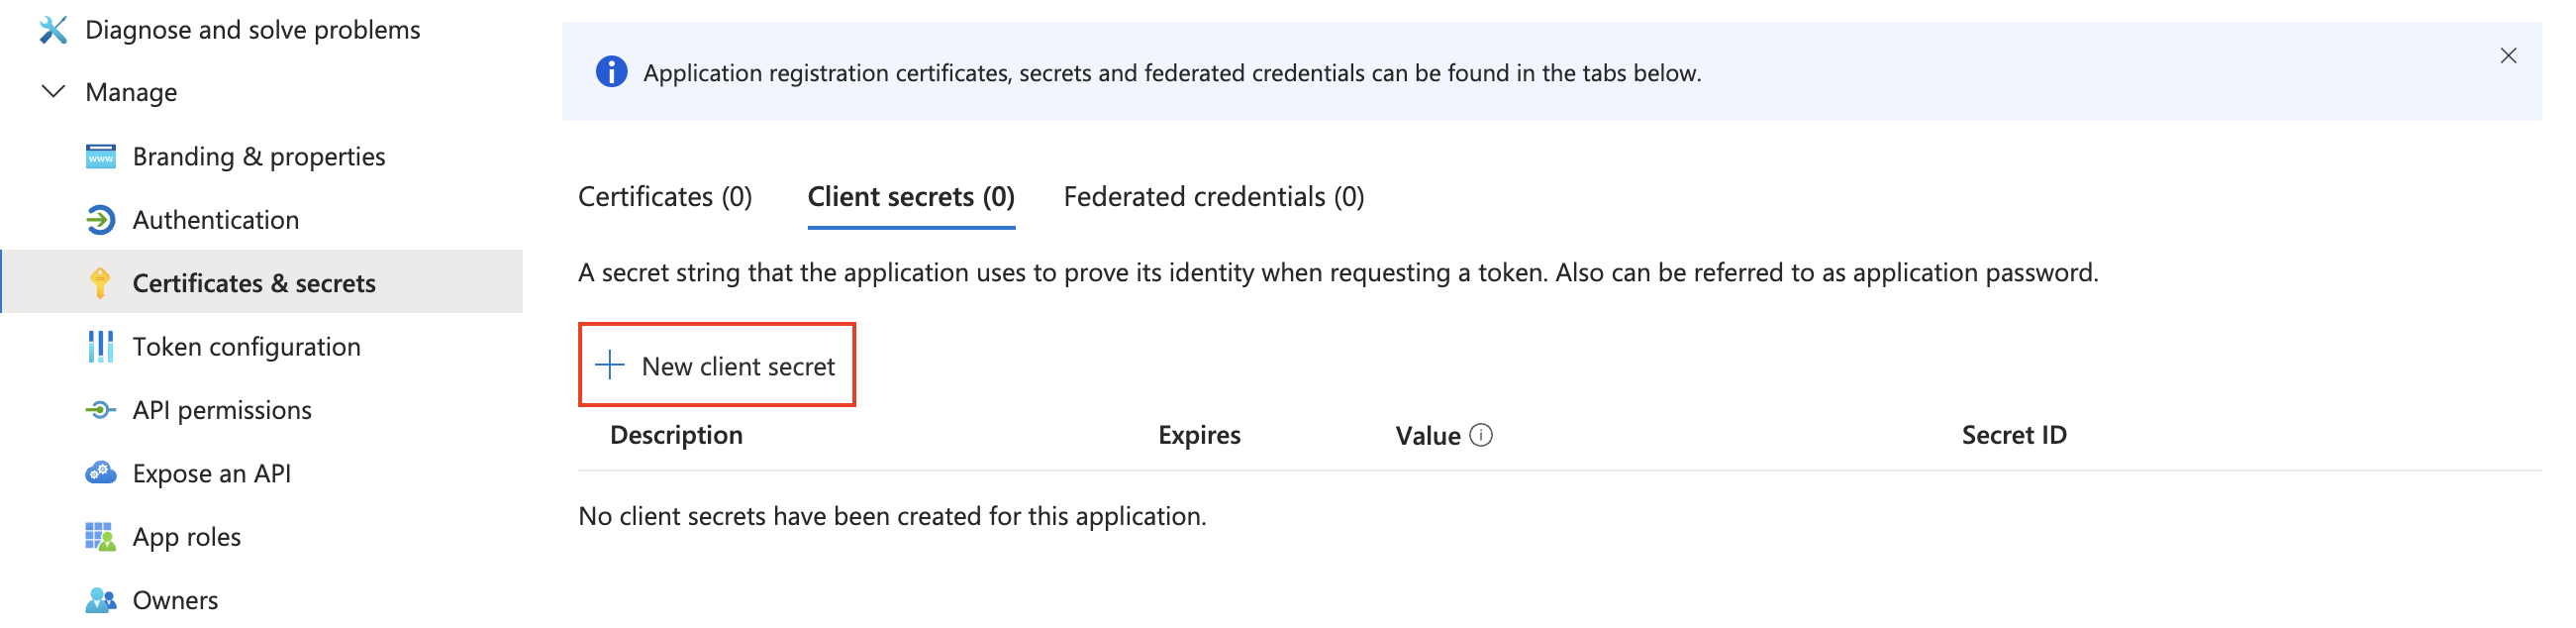 Diagnose and solve problems
Manage
www
Branding & properties
Authentication
Certificates & secrets
Token configuration
API permissions
Expose an API
App roles
Owners
Application registration certificates, secrets and federated credentials can be found in the tabs below.
Certificates (0) Client secrets (0) Federated credentials (0)
A secret string that the application uses to prove its identity when requesting a token. Also can be referred to as application password.
New client secret
Description Expires Value Secret ID
No client secrets have been created for this application.